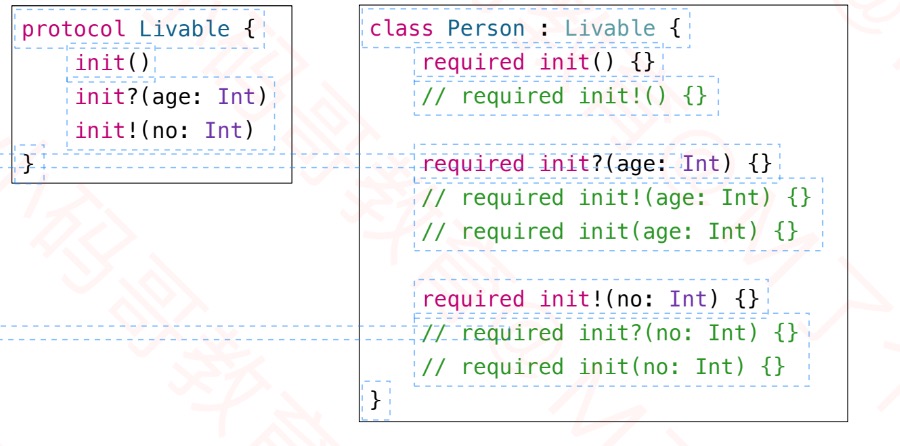 protocol Livable {
    init()
    init?(age: Int)
    init!(no: Int)
}
class Person : Livable {
    required init() {}
    // required init!() {}

    required init?(age: Int) {}
    // required init!(age: Int) {}
    // required init(age: Int) {}

    required init!(no: Int) {}
    // required init?(no: Int) {}
    // required init(no: Int) {}
}